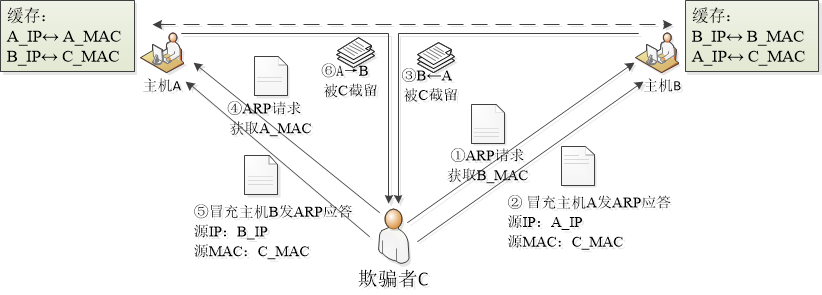 缓存：
A_IP↔ A_MAC
B_IP↔ C_MAC
主机A
缓存：
B_IP↔ B_MAC
A_IP↔ C_MAC
主机B
⑥A→B
被C截留
③B←A
被C截留
④ARP请求
获取A_MAC
①ARP请求
获取B_MAC
⑤冒充主机B发ARP应答
源IP：B_IP
源MAC：C_MAC
② 冒充主机A发ARP应答
源IP：A_IP
源MAC：C_MAC
欺骗者C